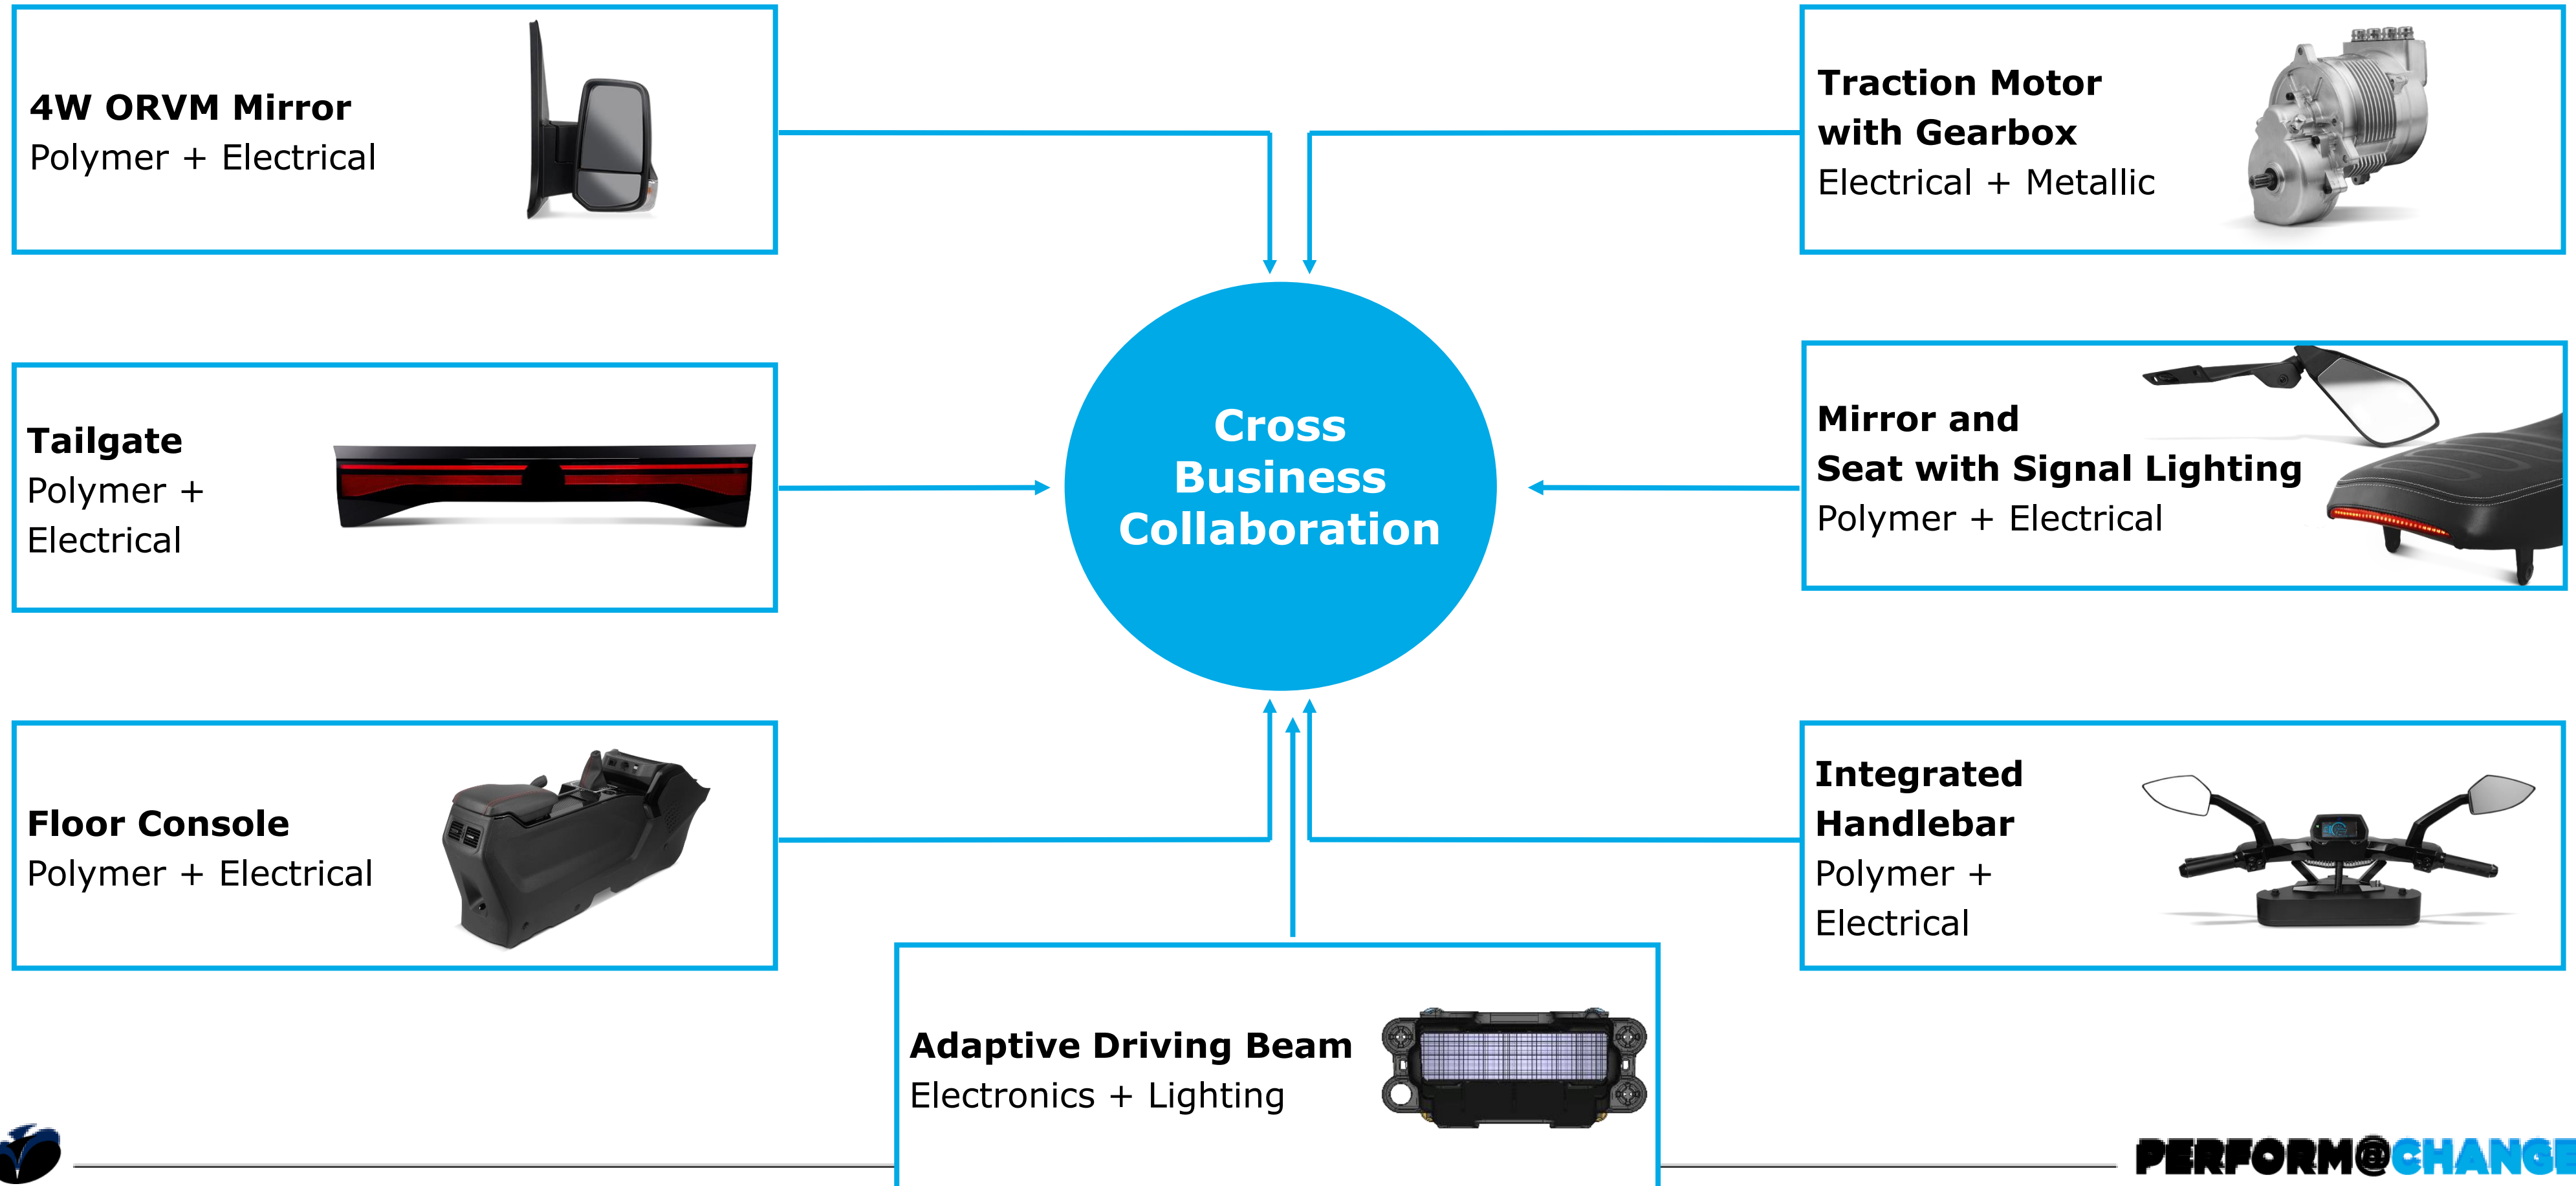 4W ORVM Mirror
Polymer + Electrical
Traction Motor
with Gearbox
Electrical + Metallic
Tailgate
Polymer +
Electrical
Cross
Business
Collaboration
Mirror and
Seat with Signal Lighting
Polymer + Electrical
Floor Console
Polymer + Electrical
Integrated
Handlebar
Polymer +
Electrical
Adaptive Driving Beam
Electronics + Lighting
PERFORM@CHANGE